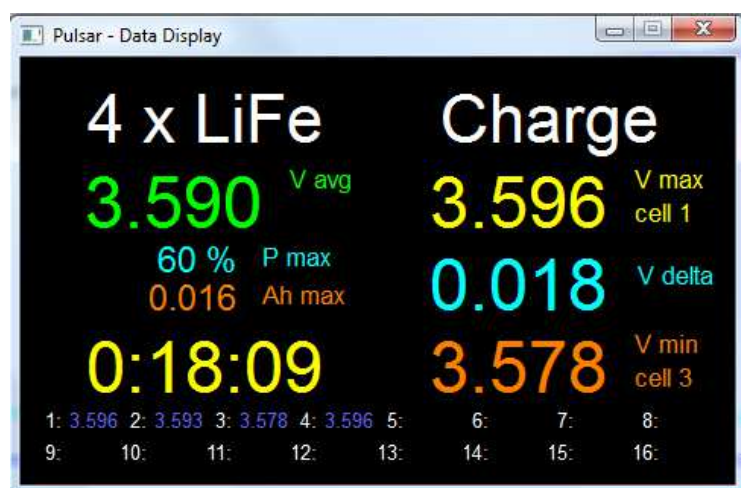 Pulsar - Data Display
4 x LiFe Charge
3.590 V avg 3.596 V max cell 1
60 % P max
0.016 Ah max
0.018 V delta
0:18:09 3.578 V min cell 3
1: 3.596 2: 3.593 3: 3.578 4: 3.596 5: 6: 7: 8:
9: 10: 11: 12: 13: 14: 15: 16: